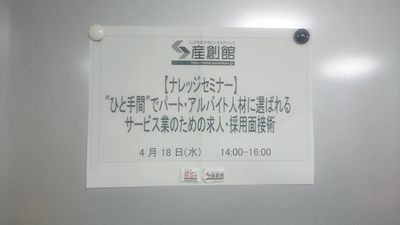 産創館
【ナレッジセミナー】
”ひと手間”でパート・アルバイト人材に選ばれる
サービス業のための求人・採用面接術
4月18日(水) 14:00-16:00
産創館